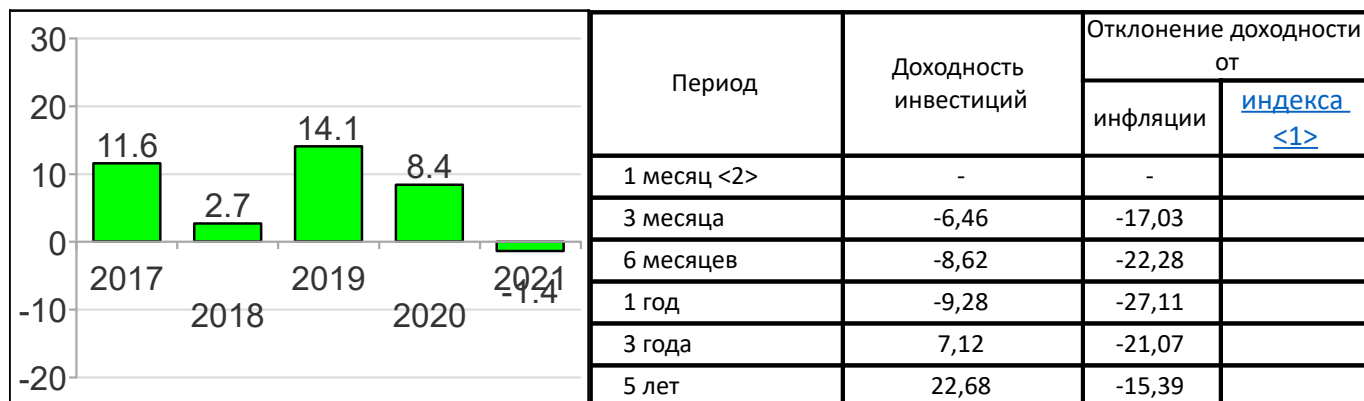 30
20
10
0
-10
-20
11.6
2.7
14.1
8.4
-1.4
2017
2018
2019
2020
2021
Период
Доходность
инвестиций
Отклонение доходности
от
инфляции
индекса
<1>
1 месяц <2> - -
3 месяца -6,46 -17,03
6 месяцев -8,62 -22,28
1 год -9,28 -27,11
3 года 7,12 -21,07
5 лет 22,68 -15,39